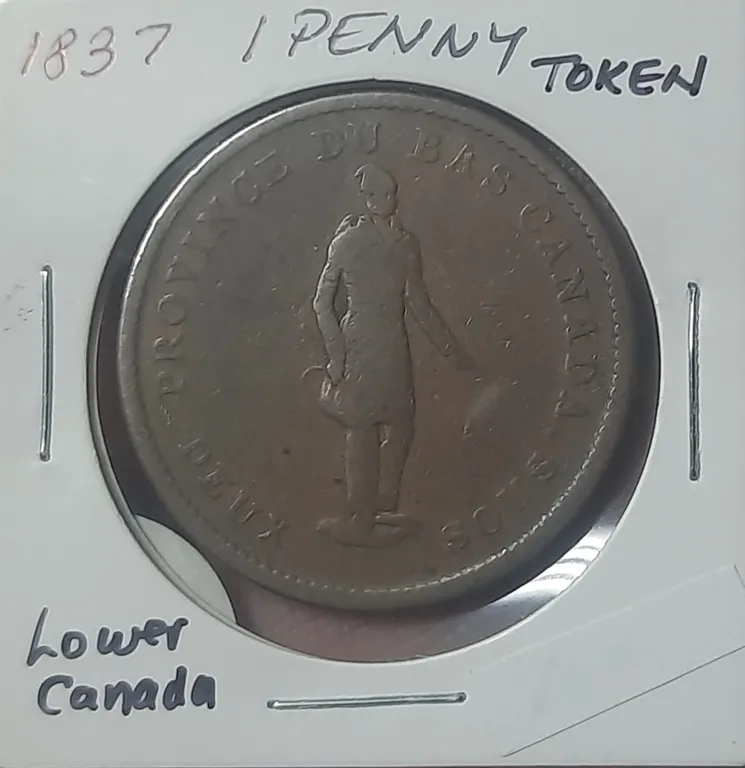 1837 1 PENNY TOKEN
PROVINCE DU BAS CANADA
DEUX SOUS
Lower
Canada